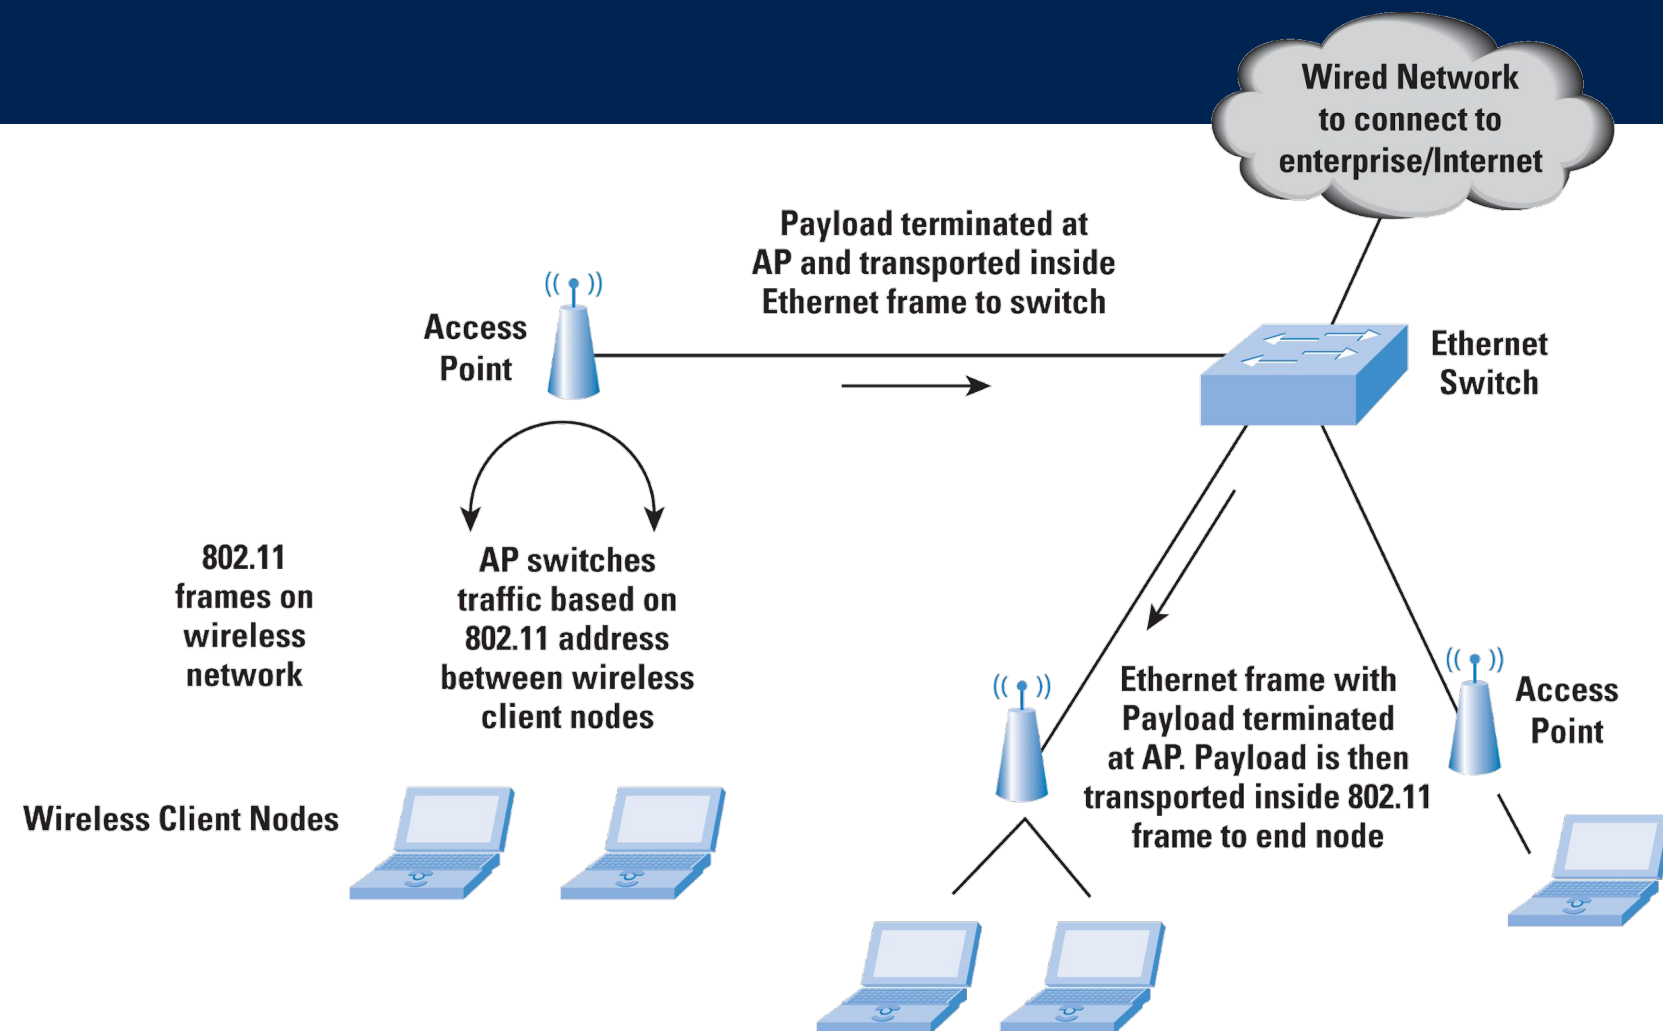 Wired Network
to connect to
enterprise/Internet
Payload terminated at
AP and transported inside
Ethernet frame to switch
Access
Point
Ethernet
Switch
802.11
frames on
wireless
network
AP switches
traffic based on
802.11 address
between wireless
client nodes
Ethernet frame with
Payload terminated
at AP. Payload is then
transported inside 802.11
frame to end node
Access
Point
Wireless Client Nodes